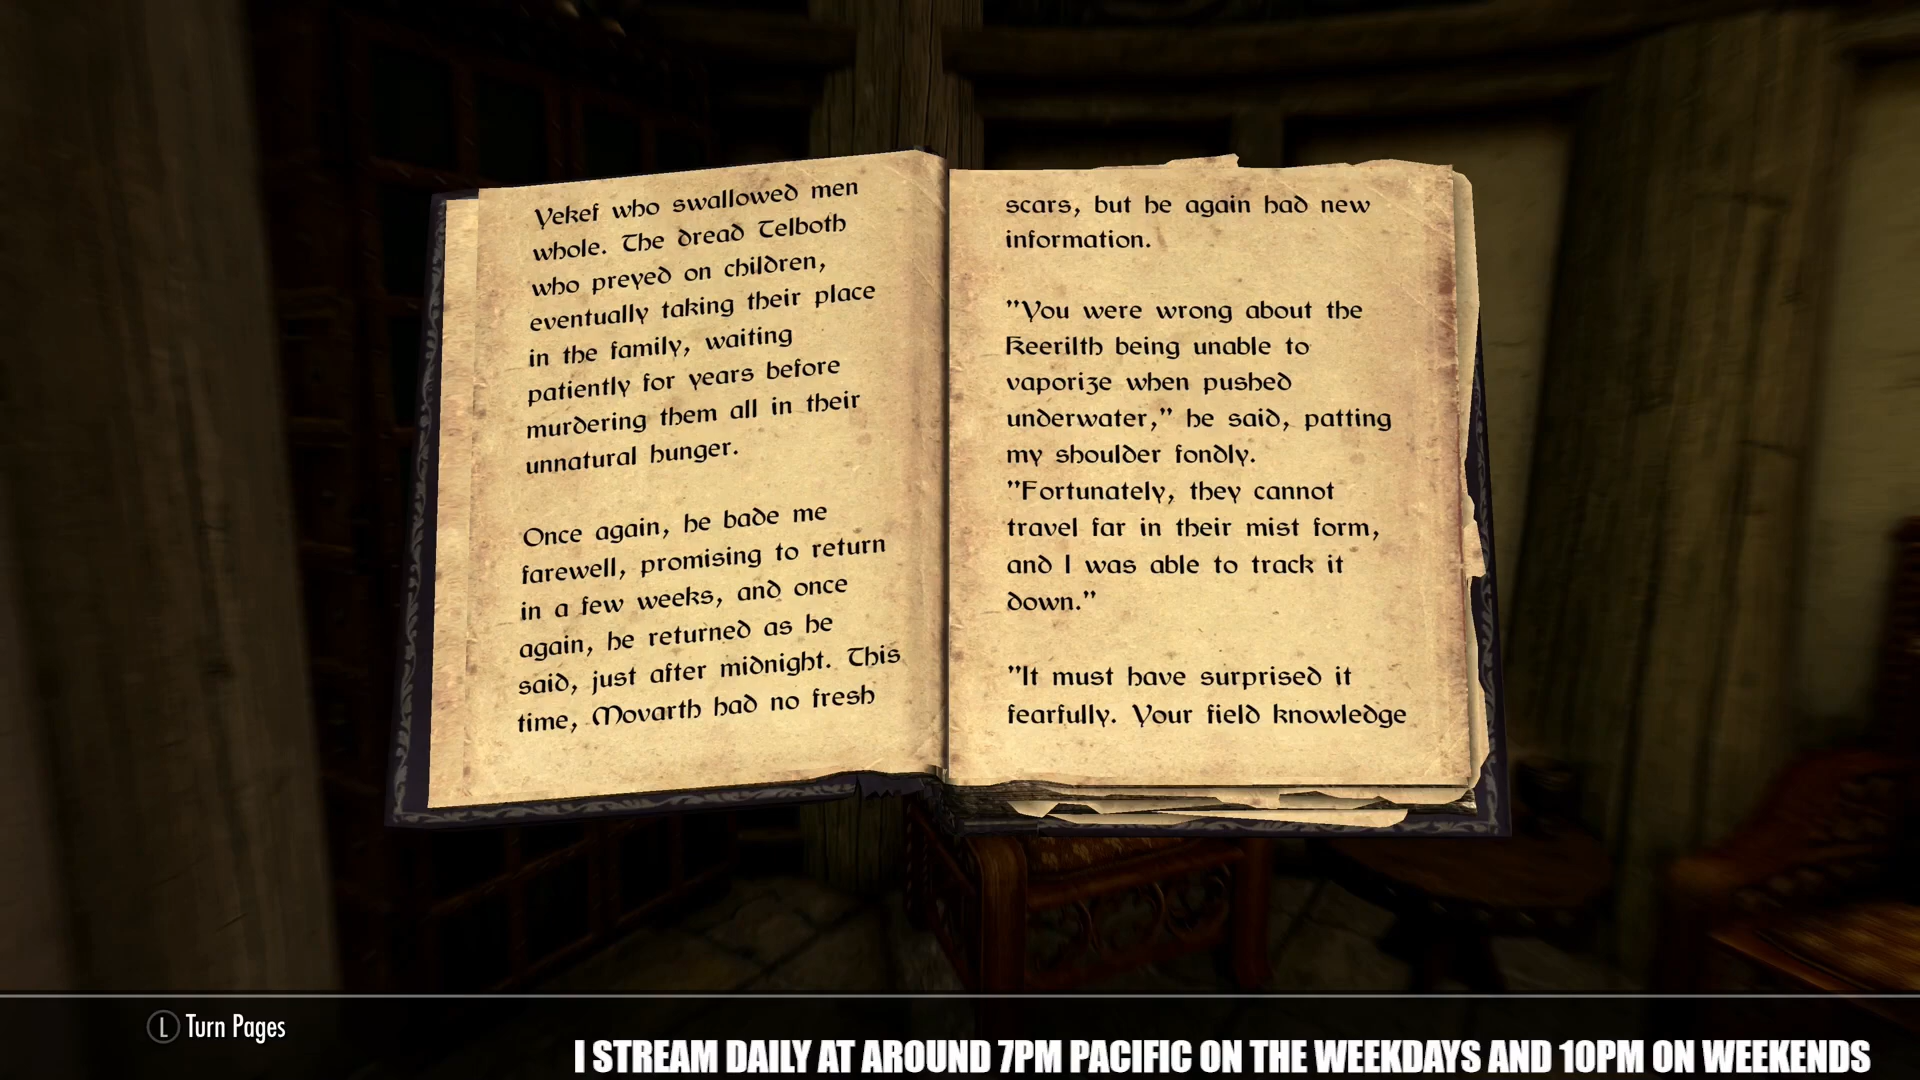 Yekef who swallowed men
whole. The dread Telboth
who preyed on children,
eventually taking their place
in the family, waiting
patiently for years before
murdering them all in their
unnatural hunger.
Once again, he bade me
farewell, promising to return
in a few weeks, and once
again, he returned as he
said, just after midnight. This
time, Movarth had no fresh
scars, but he again had new
information.
"You were wrong about the
Keerilth being unable to
vaporize when pushed
underwater," he said, patting
my shoulder fondly.
"Fortunately, they cannot
travel far in their mist form,
and I was able to track it
down."
"It must have surprised it
fearfully. Your field knowledge
L Turn Pages
I STREAM DAILY AT AROUND 7PM PACIFIC ON THE WEEKDAYS AND 10PM ON WEEKENDS